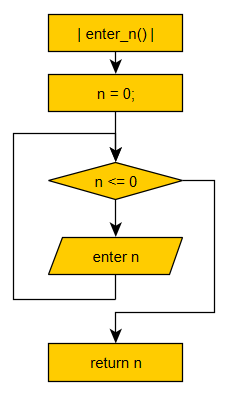 | enter_n() |
n = 0;
n <= 0
enter n
return n